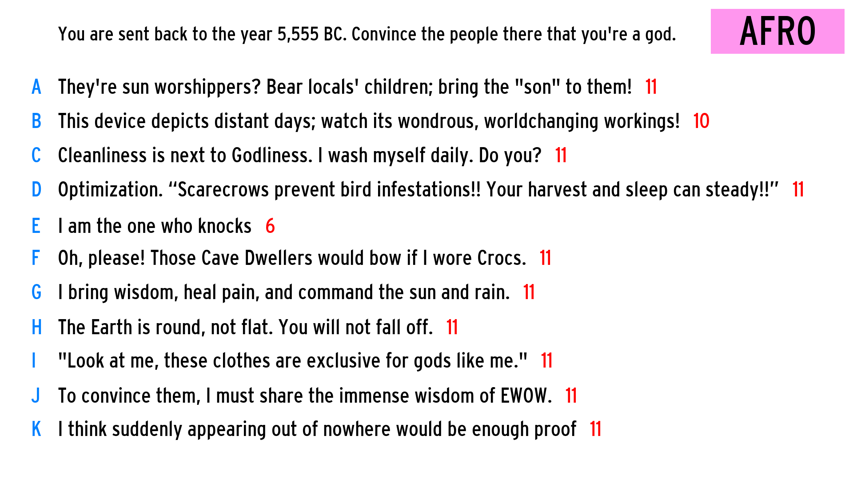 You are sent back to the year 5,555 BC. Convince the people there that you're a god.
AFRO
A They're sun worshippers? Bear locals' children; bring the "son" to them! 11
B This device depicts distant days; watch its wondrous, worldchanging workings! 10
C Cleanliness is next to Godliness. I wash myself daily. Do you? 11
D Optimization. “Scarecrows prevent bird infestations!! Your harvest and sleep can steady!!” 11
E I am the one who knocks 6
F Oh, please! Those Cave Dwellers would bow if I wore Crocs. 11
G I bring wisdom, heal pain, and command the sun and rain. 11
H The Earth is round, not flat. You will not fall off. 11
I "Look at me, these clothes are exclusive for gods like me." 11
J To convince them, I must share the immense wisdom of EWOW. 11
K I think suddenly appearing out of nowhere would be enough proof 11